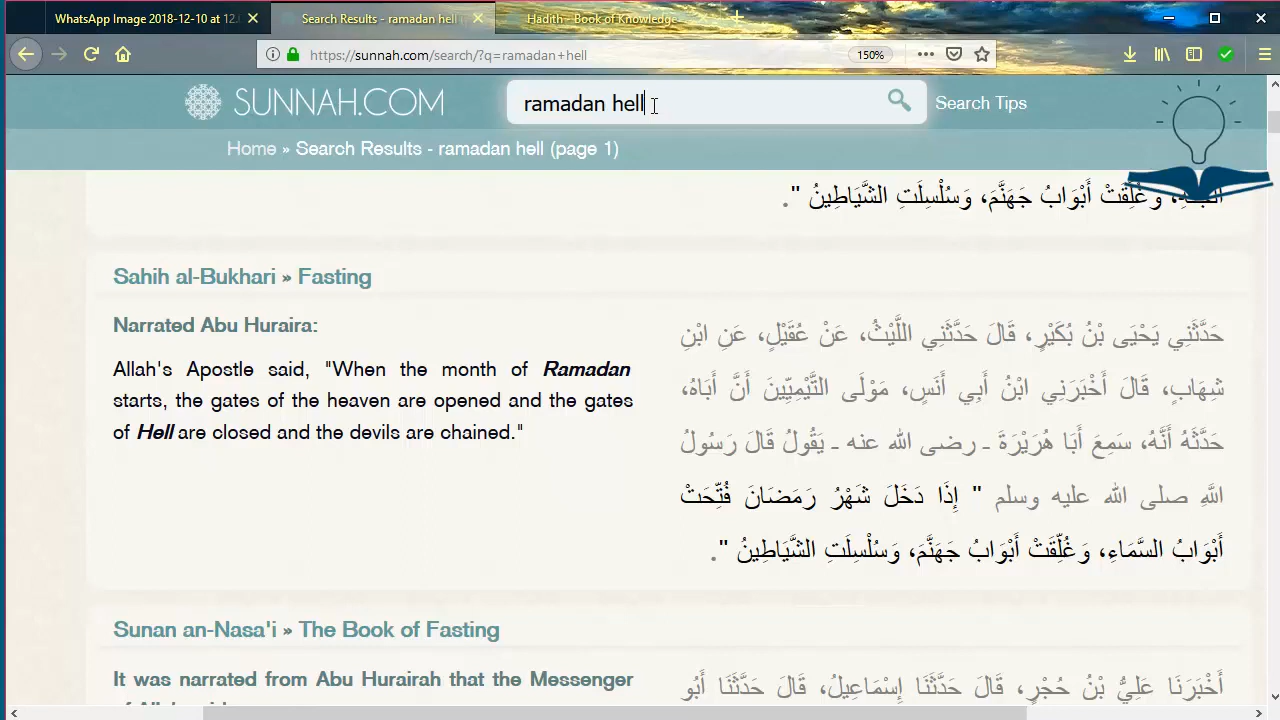 WhatsApp Image 2018-12-10 at 12.
Search Results - ramadan hell
Hadith - Book of Knowledge
https://sunnah.com/search/?q=ramadan+hell
150%
SUNNAH.COM
ramadan hell
Search Tips
Home » Search Results - ramadan hell (page 1)
وَغُلِّقَتْ أَبْوَابُ جَهَنَّمَ، وَسُلْسِلَتِ الشَّيَاطِينُ ‏"‏‏.‏
Sahih al-Bukhari » Fasting
Narrated Abu Huraira:
Allah's Apostle said, "When the month of Ramadan
starts, the gates of the heaven are opened and the gates
of Hell are closed and the devils are chained."
حَدَّثَنِي يَحْيَى بْنُ بُكَيْرٍ، قَالَ حَدَّثَنِي اللَّيْثُ، عَنْ عُقَيْلٍ، عَنِ ابْنِ
شِهَابٍ، قَالَ أَخْبَرَنِي ابْنُ أَبِي أَنَسٍ، مَوْلَى التَّيْمِيِّينَ أَنَّ أَبَاهُ،
حَدَّثَهُ أَنَّهُ، سَمِعَ أَبَا هُرَيْرَةَ ـ رضى الله عنه ـ يَقُولُ قَالَ رَسُولُ
اللَّهِ صلى الله عليه وسلم " إِذَا دَخَلَ شَهْرُ رَمَضَانَ فُتِّحَتْ
أَبْوَابُ السَّمَاءِ، وَغُلِّقَتْ أَبْوَابُ جَهَنَّمَ، وَسُلْسِلَتِ الشَّيَاطِينُ ".
Sunan an-Nasa'i » The Book of Fasting
It was narrated from Abu Hurairah that the Messenger
أَخْبَرَنَا عَلِيُّ بْنُ حُجْرٍ، قَالَ حَدَّثَنَا إِسْمَاعِيلُ، قَالَ حَدَّثَنَا أَبُو